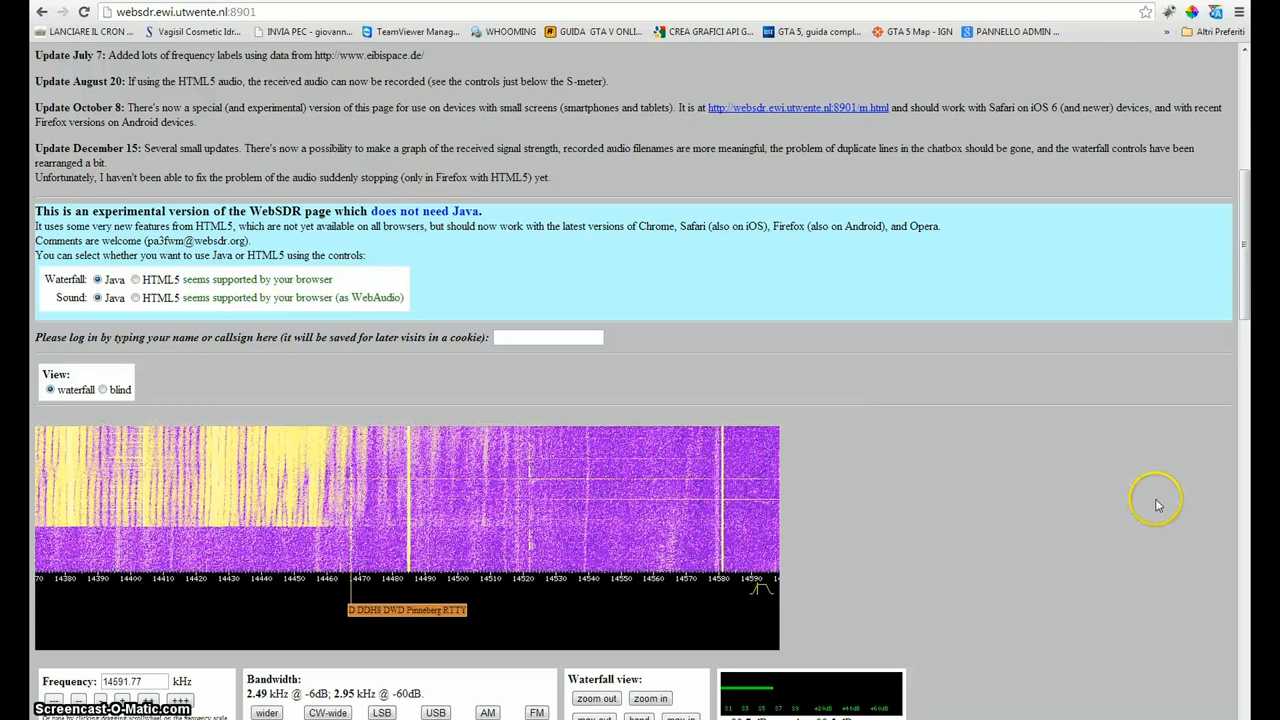 websdr.ewi.utwente.nl:8901
LANCIARE IL CRON ... Vagisil Cosmetic Idrat... INVIA PEC - giovann... TeamViewer Manag... WHOOMING GUIDA GTA V ONLI... CREA GRAFICI API G... GTA 5, guida compl... GTA 5 Map - IGN PANNELLO ADMIN ... » Altri Preferiti
Update July 7: Added lots of frequency labels using data from http://www.eibispace.de/
Update August 20: If using the HTML5 audio, the received audio can now be recorded (see the controls just below the S-meter).
Update October 8: There's now a special (and experimental) version of this page for use on devices with small screens (smartphones and tablets). It is at http://websdr.ewi.utwente.nl:8901/m.html and should work with Safari on iOS 6 (and newer) devices, and with recent
Firefox versions on Android devices.
Update December 15: Several small updates. There's now a possibility to make a graph of the received signal strength, recorded audio filenames are more meaningful, the problem of duplicate lines in the chatbox should be gone, and the waterfall controls have been
rearranged a bit.
Unfortunately, I haven't been able to fix the problem of the audio suddenly stopping (only in Firefox with HTML5) yet.
This is an experimental version of the WebSDR page which does not need Java.
It uses some very new features from HTML5, which are not yet available on all browsers, but should now work with the latest versions of Chrome, Safari (also on iOS), Firefox (also on Android), and Opera.
Comments are welcome (pa3fwm@websdr.org).
You can select whether you want to use Java or HTML5 using the controls:
Waterfall: Java HTML5 seems supported by your browser
Sound: Java HTML5 seems supported by your browser (as WebAudio)
Please log in by typing your name or callsign here (it will be saved for later visits in a cookie):
View:
waterfall blind
70 14380 14390 14400 14410 14420 14430 14440 14450 14460 14470 14480 14490 14500 14510 14520 14530 14540 14550 14560 14570 14580 14590
D DDH8 DWD Pinneberg RTTY
Frequency: 14591.77 kHz
Bandwidth:
2.49 kHz @ -6dB; 2.95 kHz @ -60dB.
Waterfall view:
zoom out zoom in
S1 S3 S5 S7 S9 +20dB +40dB +60dB
wider CW-wide LSB USB AM FM
Screencast-O-Matic.com